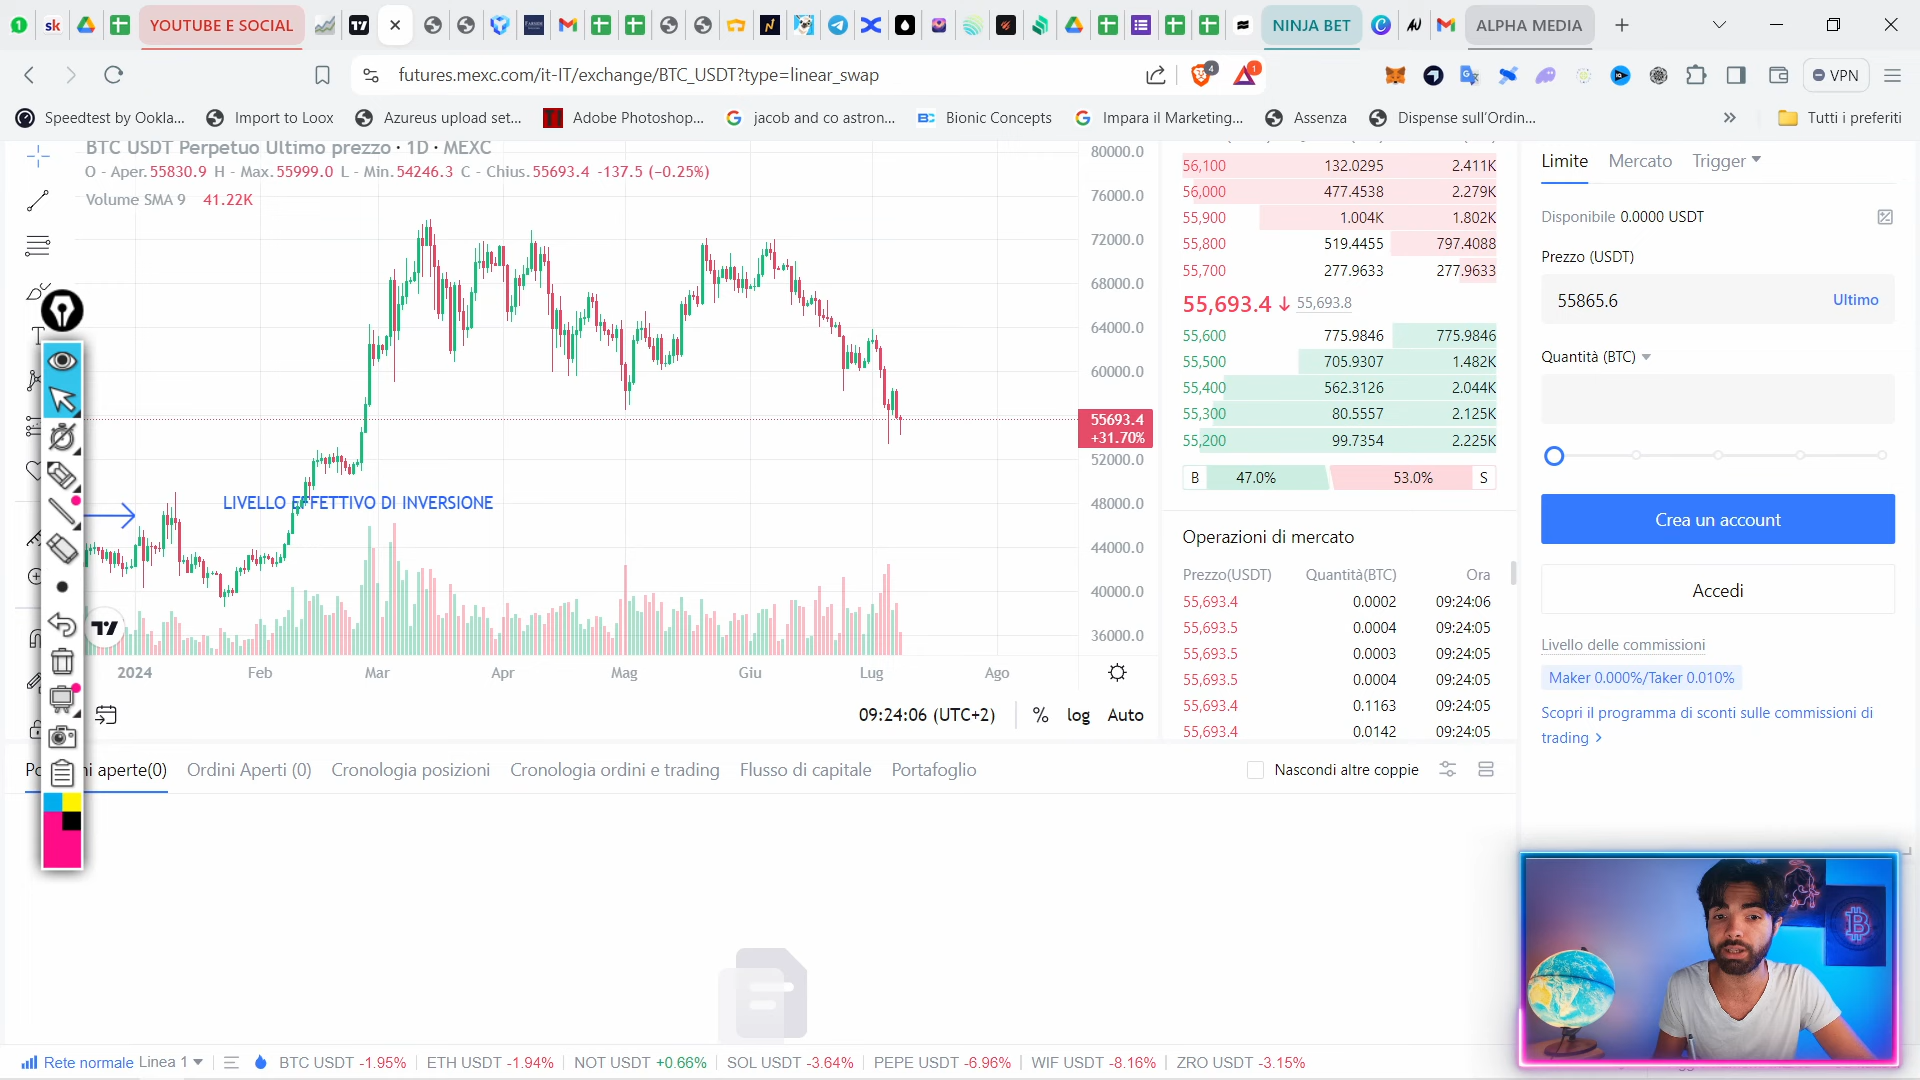 YOUTUBE E SOCIAL
NINJA BET
ALPHA MEDIA
futures.mexc.com/it-IT/exchange/BTC_USDT?type=linear_swap
4
1
VPN
Speedtest by Ookla...
Import to Loox
Azureus upload set...
Adobe Photoshop...
jacob and co astron...
Bionic Concepts
Impara il Marketing...
Assenza
Dispense sull'Ordin...
Tutti i preferiti
BTC USDT Perpetuo Ultimo prezzo · 1D · MEXC
O - Aper.55830.9 H - Max.55999.0 L - Min.54246.3 C - Chius.55693.4 -137.5 (−0.25%)
Volume SMA 9 41.22K
80000.0
76000.0
72000.0
68000.0
64000.0
60000.0
55693.4
+31.70%
52000.0
48000.0
44000.0
40000.0
36000.0
LIVELLO EFFETTIVO DI INVERSIONE
2024 Feb Mar Apr Mag Giu Lug Ago
09:24:06 (UTC+2) % log Auto
56,100 132.0295 2.411K
56,000 477.4538 2.279K
55,900 1.004K 1.802K
55,800 519.4455 797.4088
55,700 277.9633 277.9633
55,693.4 ↓ 55,693.8
55,600 775.9846 775.9846
55,500 705.9307 1.482K
55,400 562.3126 2.044K
55,300 80.5557 2.125K
55,200 99.7354 2.225K
B 47.0% 53.0% S
Operazioni di mercato
Prezzo(USDT) Quantità(BTC) Ora
55,693.4 0.0002 09:24:06
55,693.5 0.0004 09:24:05
55,693.5 0.0003 09:24:05
55,693.5 0.0004 09:24:05
55,693.4 0.1163 09:24:05
55,693.4 0.0142 09:24:05
Limite Mercato Trigger
Disponibile 0.0000 USDT
Prezzo (USDT)
55865.6 Ultimo
Quantità (BTC)
Crea un account
Accedi
Livello delle commissioni
Maker 0.000%/Taker 0.010%
Scopri il programma di sconti sulle commissioni di
trading >
aperte(0) Ordini Aperti (0) Cronologia posizioni Cronologia ordini e trading Flusso di capitale Portafoglio
Nascondi altre coppie
Rete normale Linea 1
BTC USDT -1.95% ETH USDT -1.94% NOT USDT +0.66% SOL USDT -3.64% PEPE USDT -6.96% WIF USDT -8.16% ZRO USDT -3.15%